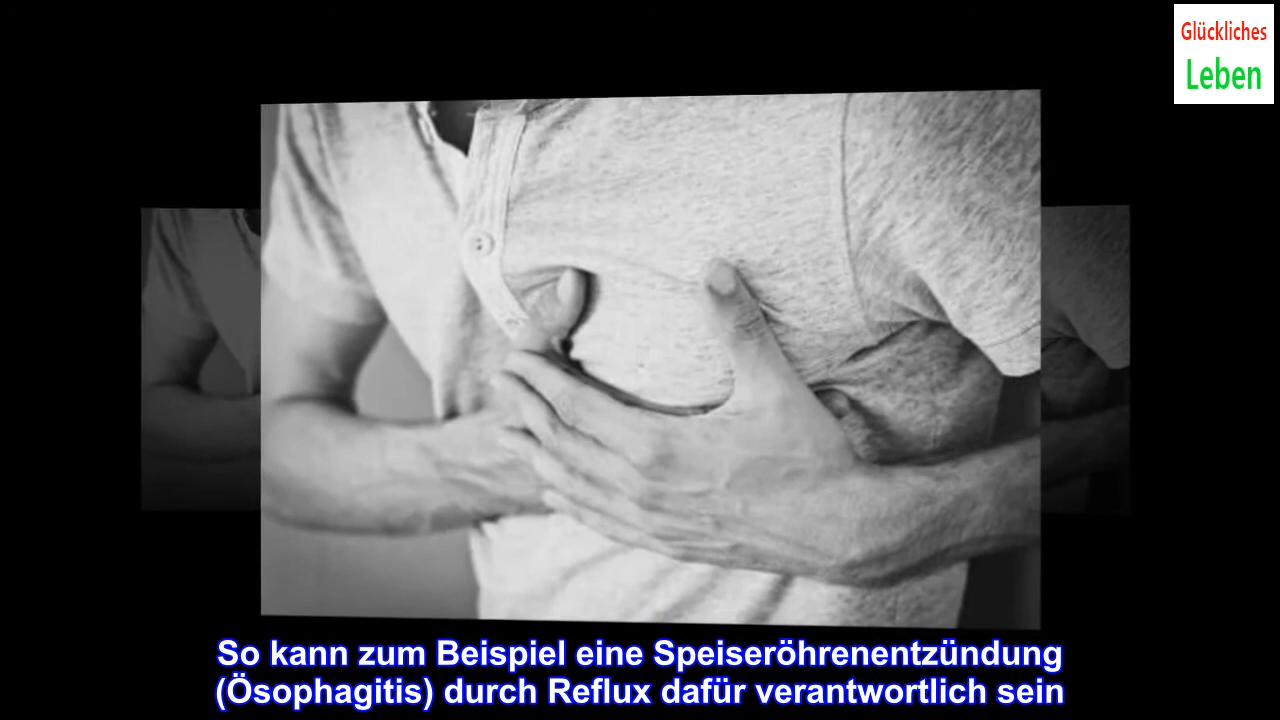 Glückliches
Leben
So kann zum Beispiel eine Speiseröhrenentzündung
(Ösophagitis) durch Reflux dafür verantwortlich sein